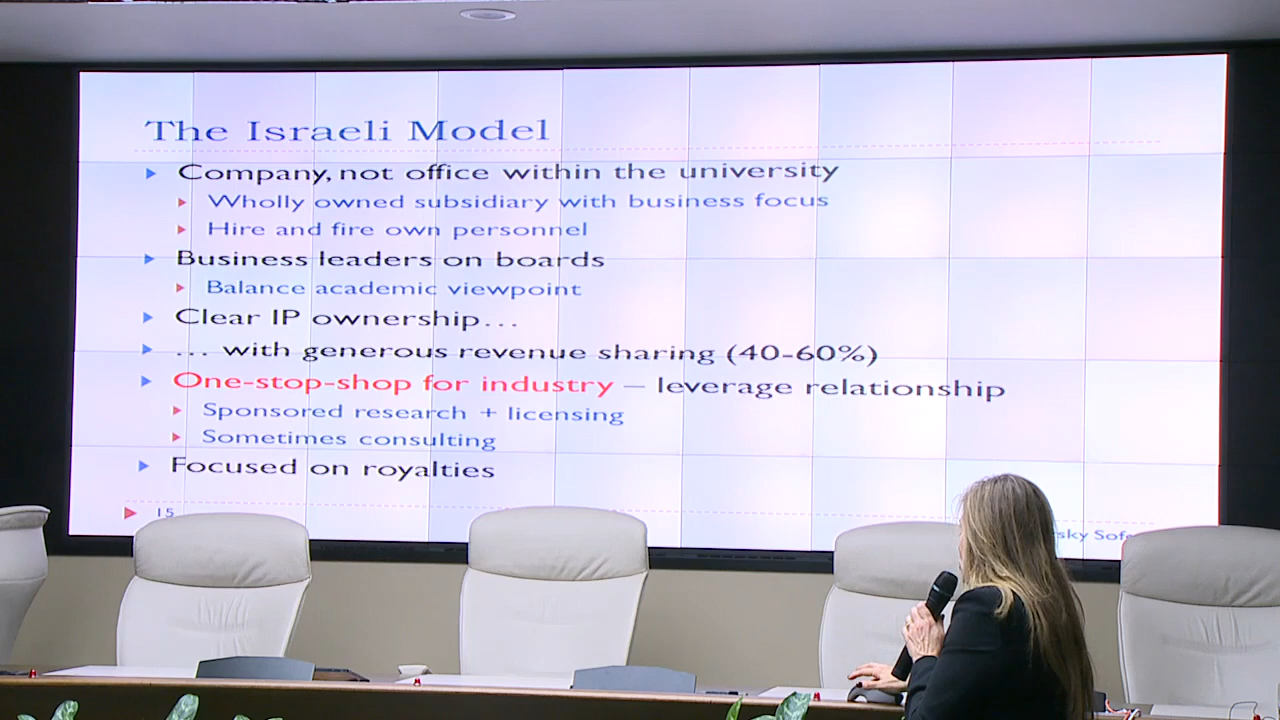 The Israeli Model
Company, not office within the university
Wholly owned subsidiary with business focus
Hire and fire own personnel
Business leaders on boards
Balance academic viewpoint
Clear IP ownership…
… with generous revenue sharing (40-60%)
One-stop-shop for industry – leverage relationship
Sponsored research + licensing
Sometimes consulting
Focused on royalties
15